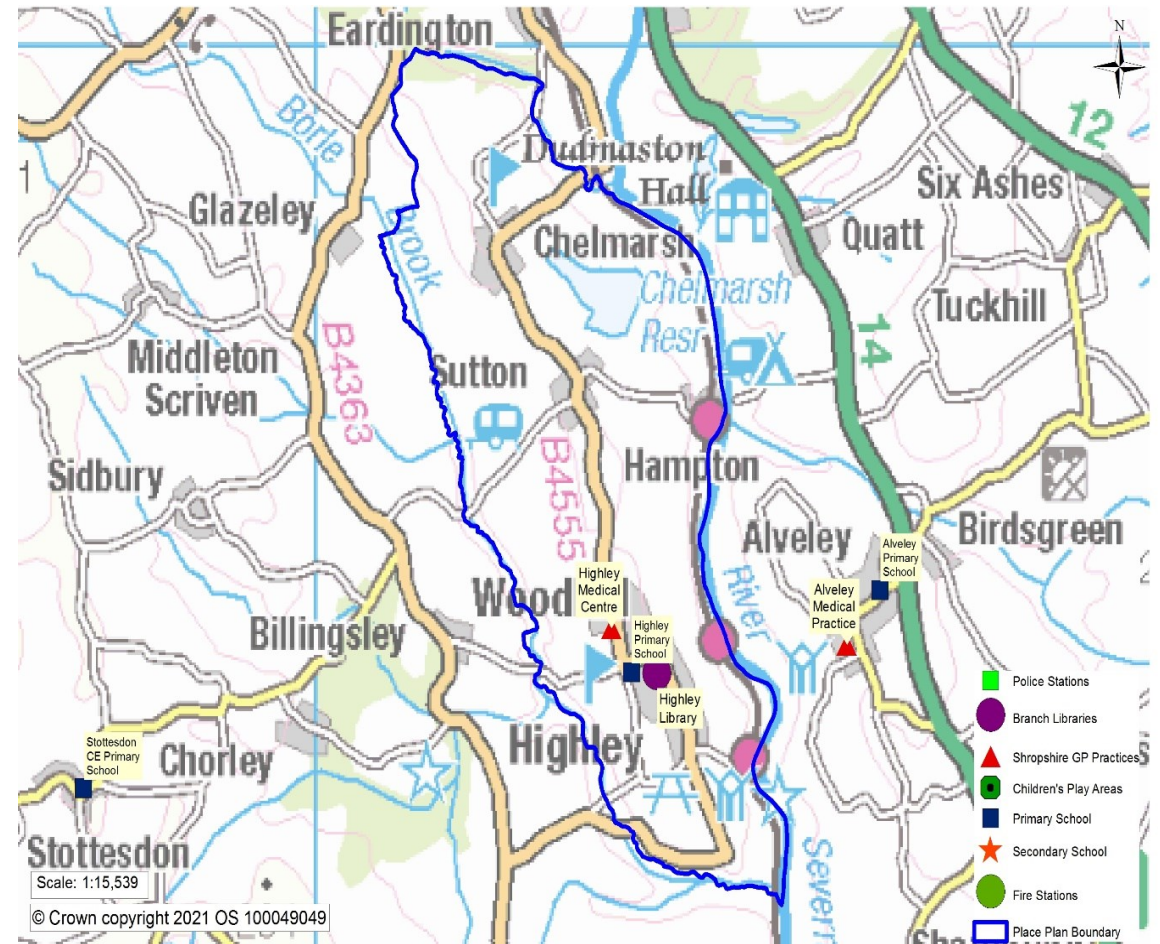 Eardington
N
Borle
Dudmaston
Hall
12
Six Ashes
Glazeley
Chelmarsh
Quatt
Brook
Chelmarsh
Resr
Tuckhill
14
B4363
Middleton
Scriven
Sutton
B4555
Hampton
Sidbury
Alveley
Birdsgreen
Alveley
Primary
School
River
Highley
Medical
Centre
Wood
Alveley
Medical
Practice
Billingsley
Highley
Primary
School
Highley
Library
Police Stations
Branch Libraries
Stottesdon
CE Primary
School
Chorley
Highley
Shropshire GP Practices
Children's Play Areas
Primary School
Stottesdon
Severn
Secondary School
Scale: 1:15,539
Fire Stations
© Crown copyright 2021 OS 100049049
Place Plan Boundary